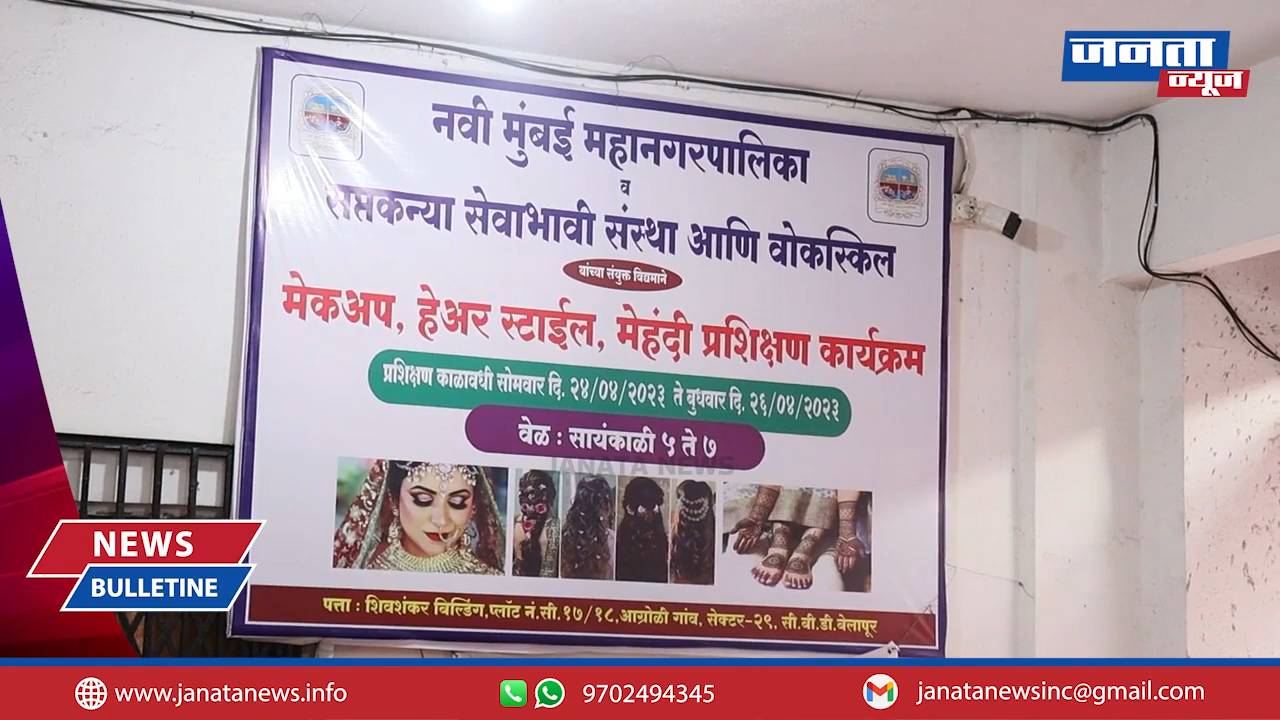 जनता
न्यूज
नवी मुंबई महानगरपालिका
व
सप्तकन्या सेवाभावी संस्था आणि वोकस्किल
यांच्या संयुक्त विद्यमाने
मेकअप, हेअर स्टाईल, मेहंदी प्रशिक्षण कार्यक्रम
प्रशिक्षण काळावधी सोमवार दि. २४/०४/२०२३ ते बुधवार दि. २६/०४/२०२३
वेळ : सायंकाळी ५ ते ७
JANATA NEWS
पत्ता : शिवशंकर बिल्डिंग,प्लॉट नं.सी.१७/१८,आग्रोळी गांव, सेक्टर-२९, सी.बी.डी.बेलापूर
NEWS
BULLETINE
www.janatanews.info
9702494345
janatanewsinc@gmail.com